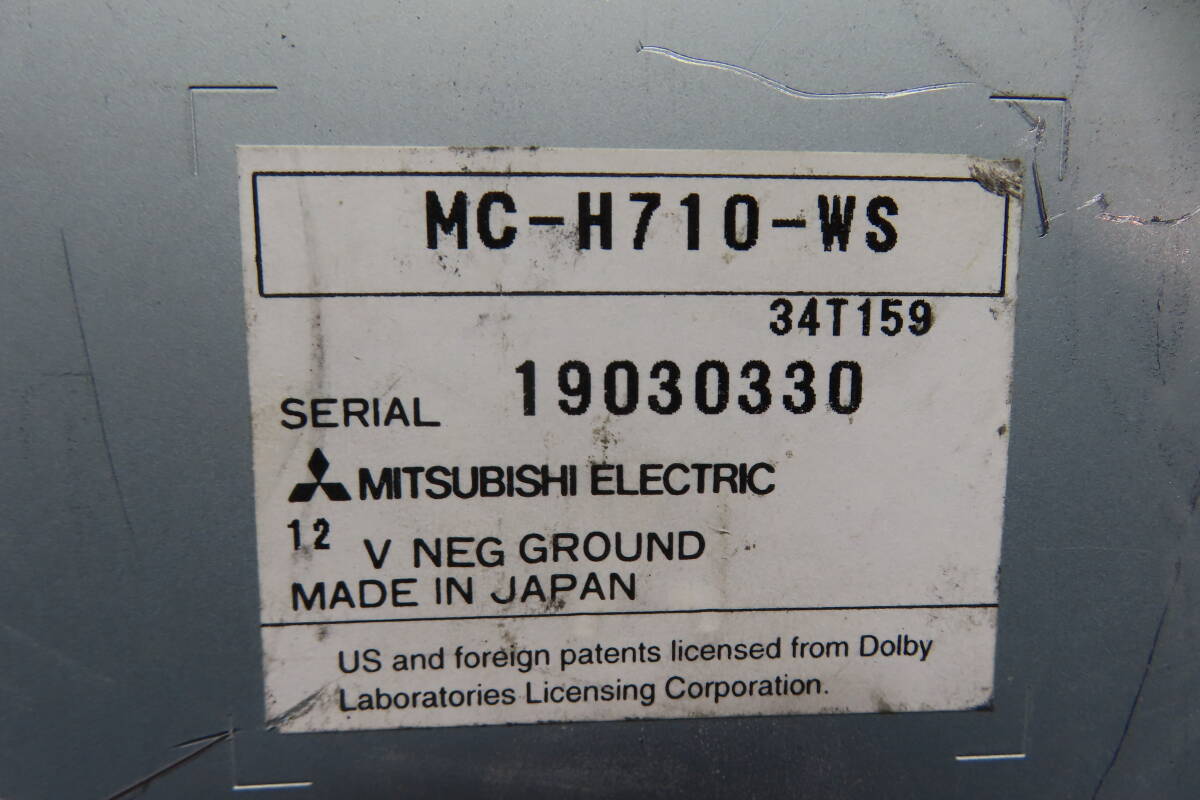 MC-H710-WS
34T159
SERIAL 19030330
MITSUBISHI ELECTRIC
12 V NEG GROUND
MADE IN JAPAN
US and foreign patents licensed from Dolby
Laboratories Licensing Corporation.